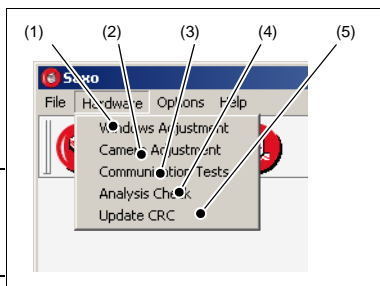 (1) (2) (3) (4) (5)
Saxo
File Hardware Options Help
Windows Adjustment
Camera Adjustment
Communication Tests
Analysis Check
Update CRC